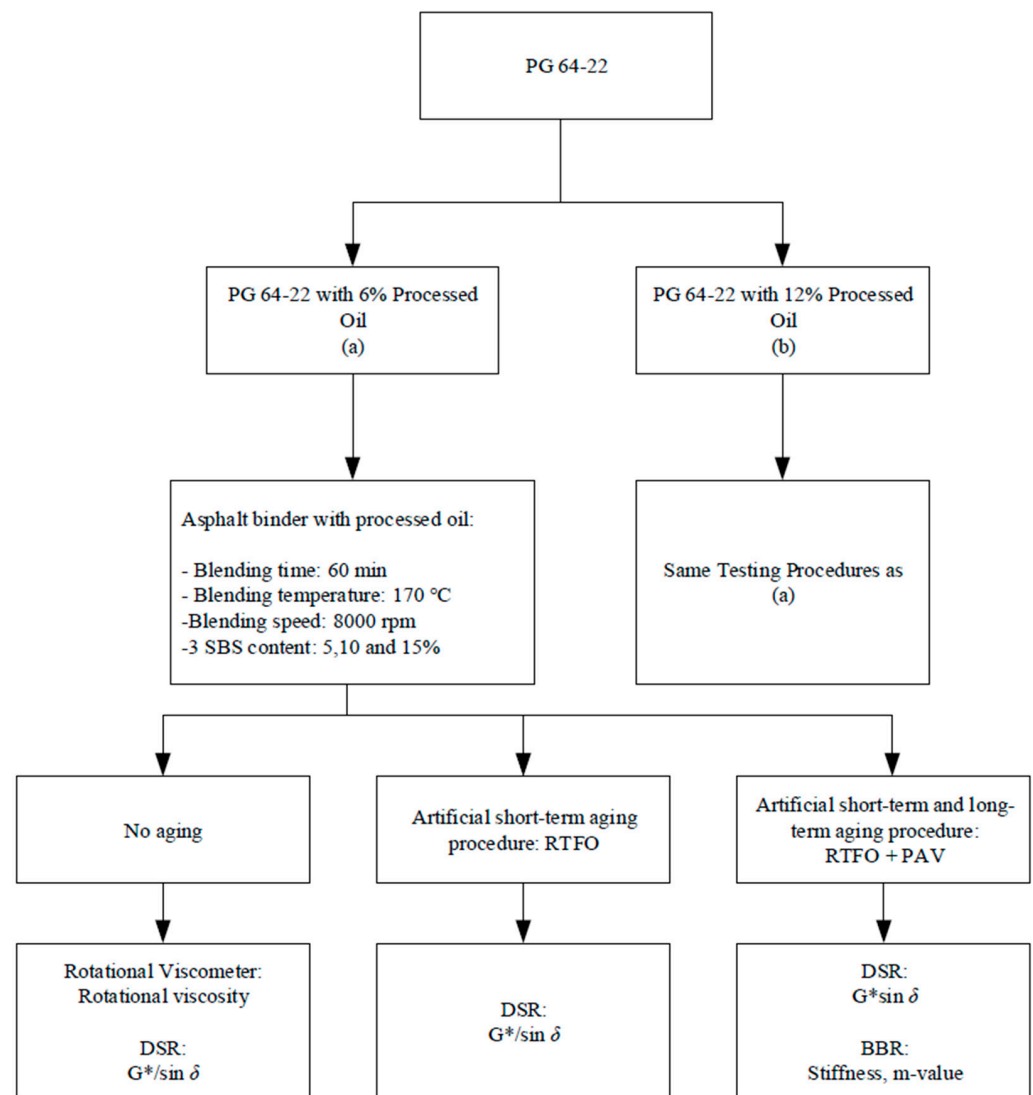 PG 64-22
PG 64-22 with 6% Processed
Oil
(a)
PG 64-22 with 12% Processed
Oil
(b)
Asphalt binder with processed oil:
- Blending time: 60 min
- Blending temperature: 170 °C
-Blending speed: 8000 rpm
-3 SBS content: 5,10 and 15%
Same Testing Procedures as
(a)
No aging
Artificial short-term aging
procedure: RTFO
Artificial short-term and long-
term aging procedure:
RTFO + PAV
Rotational Viscometer:
Rotational viscosity
DSR:
G*/sin δ
DSR:
G*/sin δ
DSR:
G*sin δ
BBR:
Stiffness, m-value